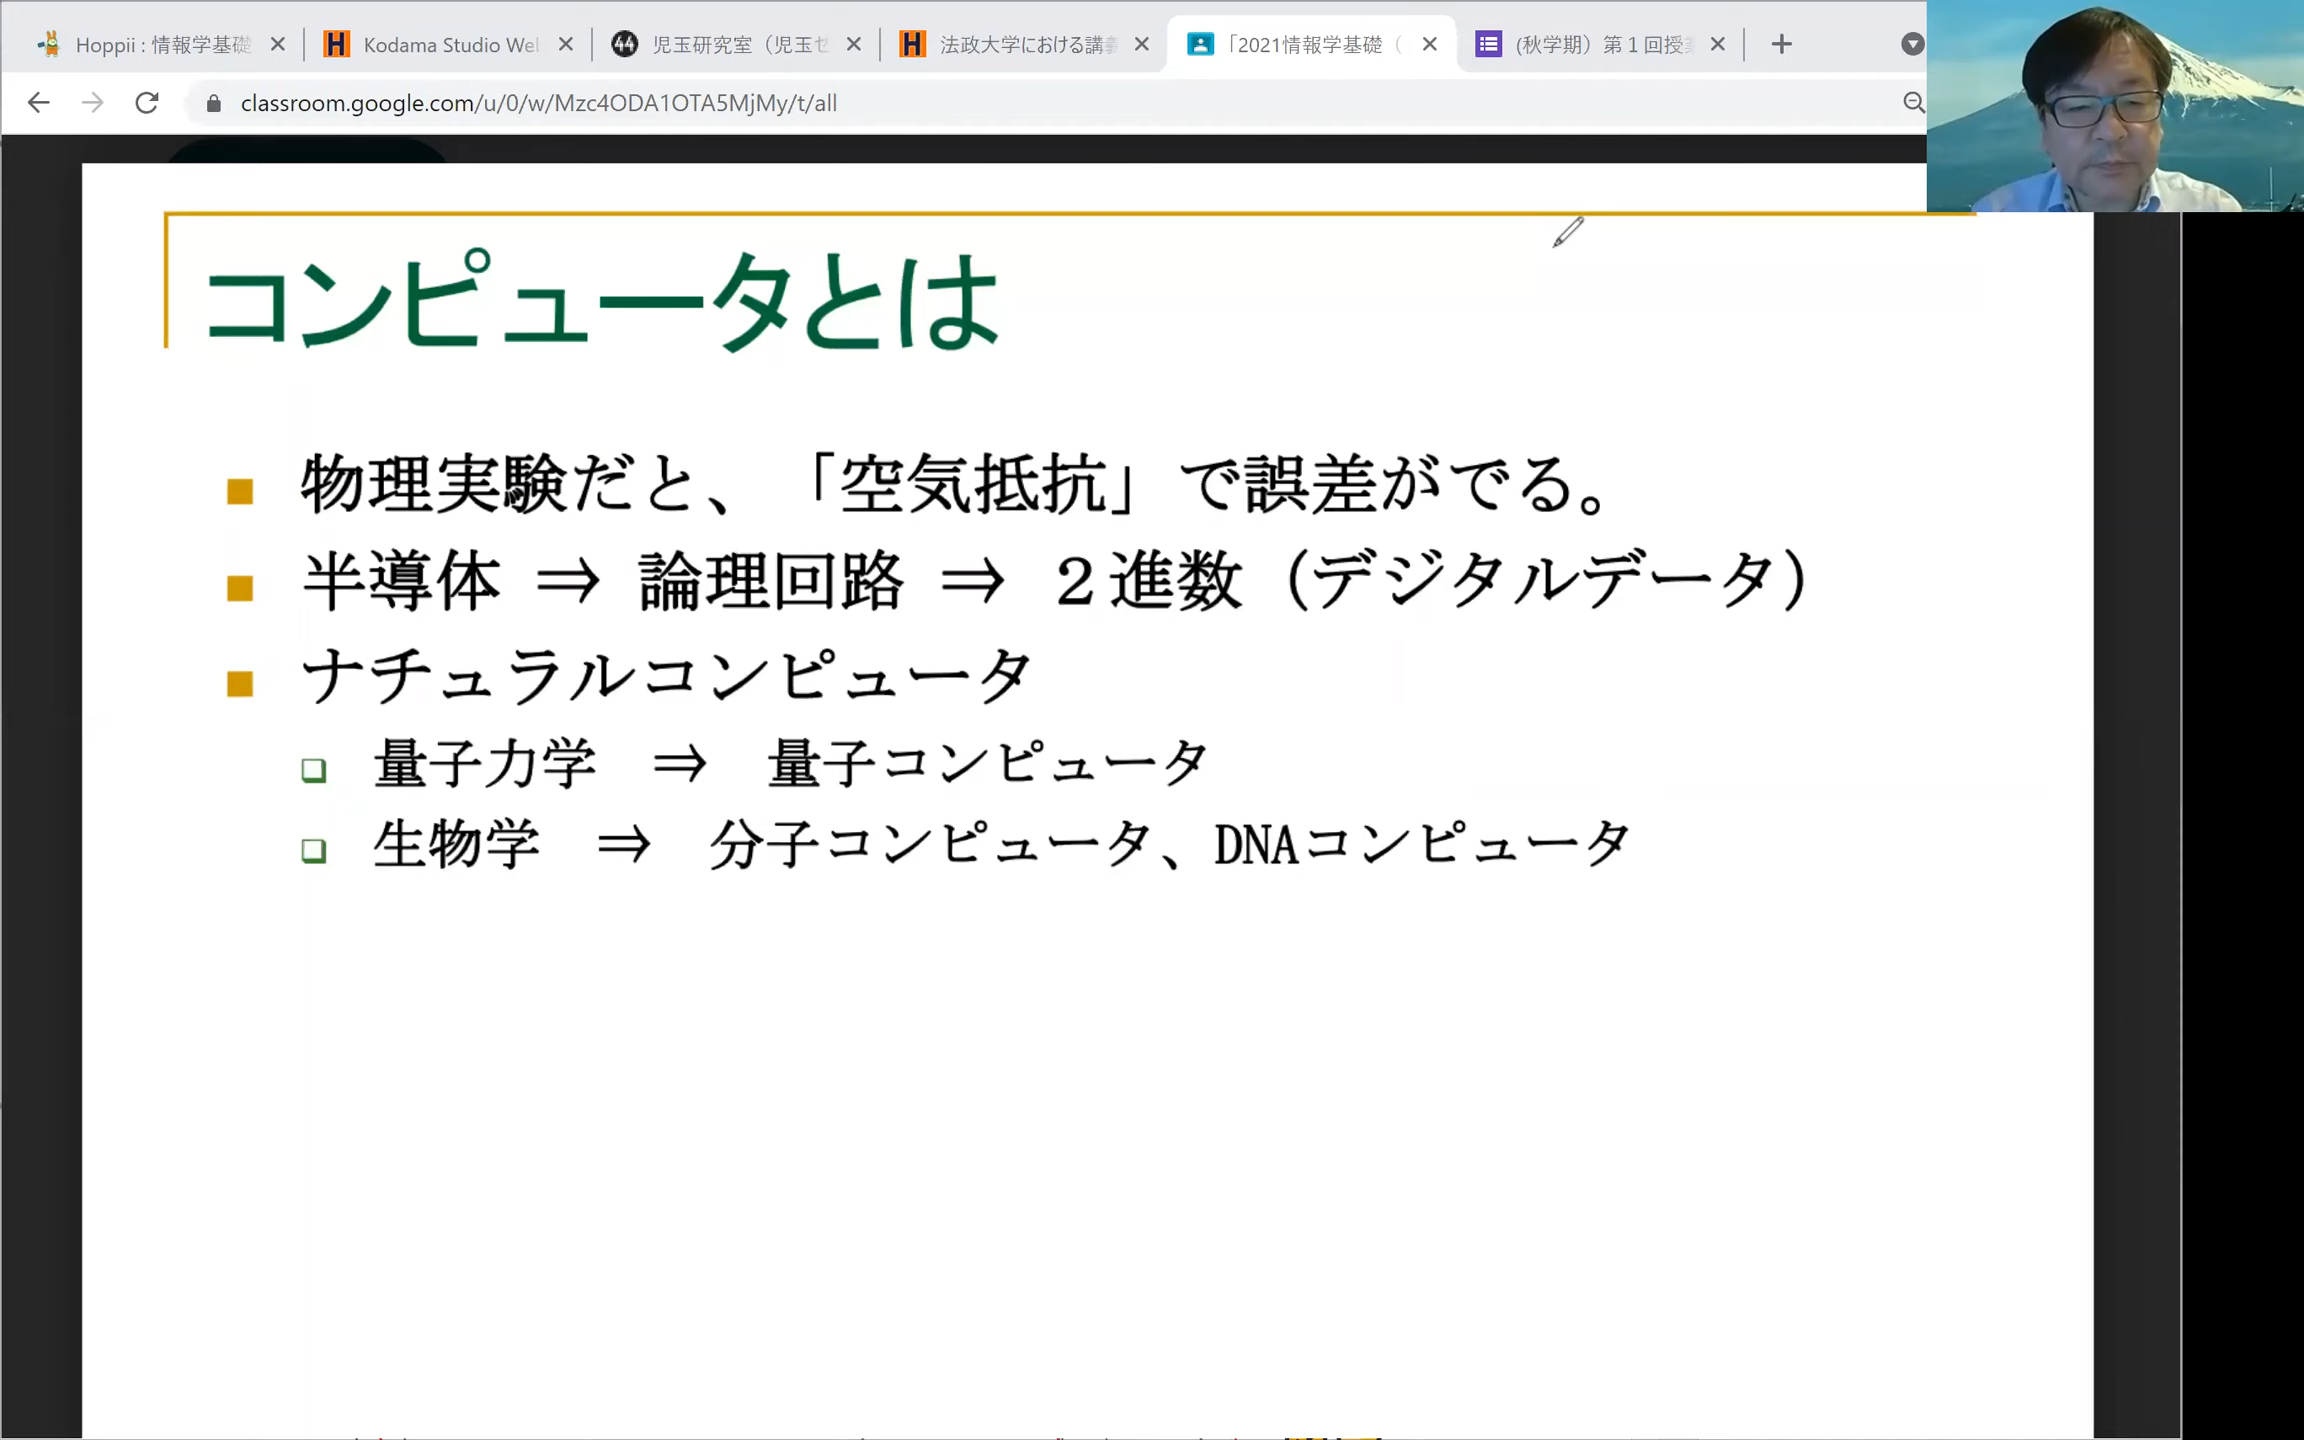 Hoppii : 情報学基礎
Kodama Studio Wel
児玉研究室（児玉ゼ
法政大学における講義
「2021情報学基礎（
(秋学期）第１回授業
classroom.google.com/u/0/w/Mzc4ODA1OTA5MjMy/t/all
コンピュータとは
物理実験だと、「空気抵抗」で誤差がでる。
半導体 ⇒ 論理回路 ⇒ ２進数（デジタルデータ）
ナチュラルコンピュータ
量子力学 ⇒ 量子コンピュータ
生物学 ⇒ 分子コンピュータ、DNAコンピュータ